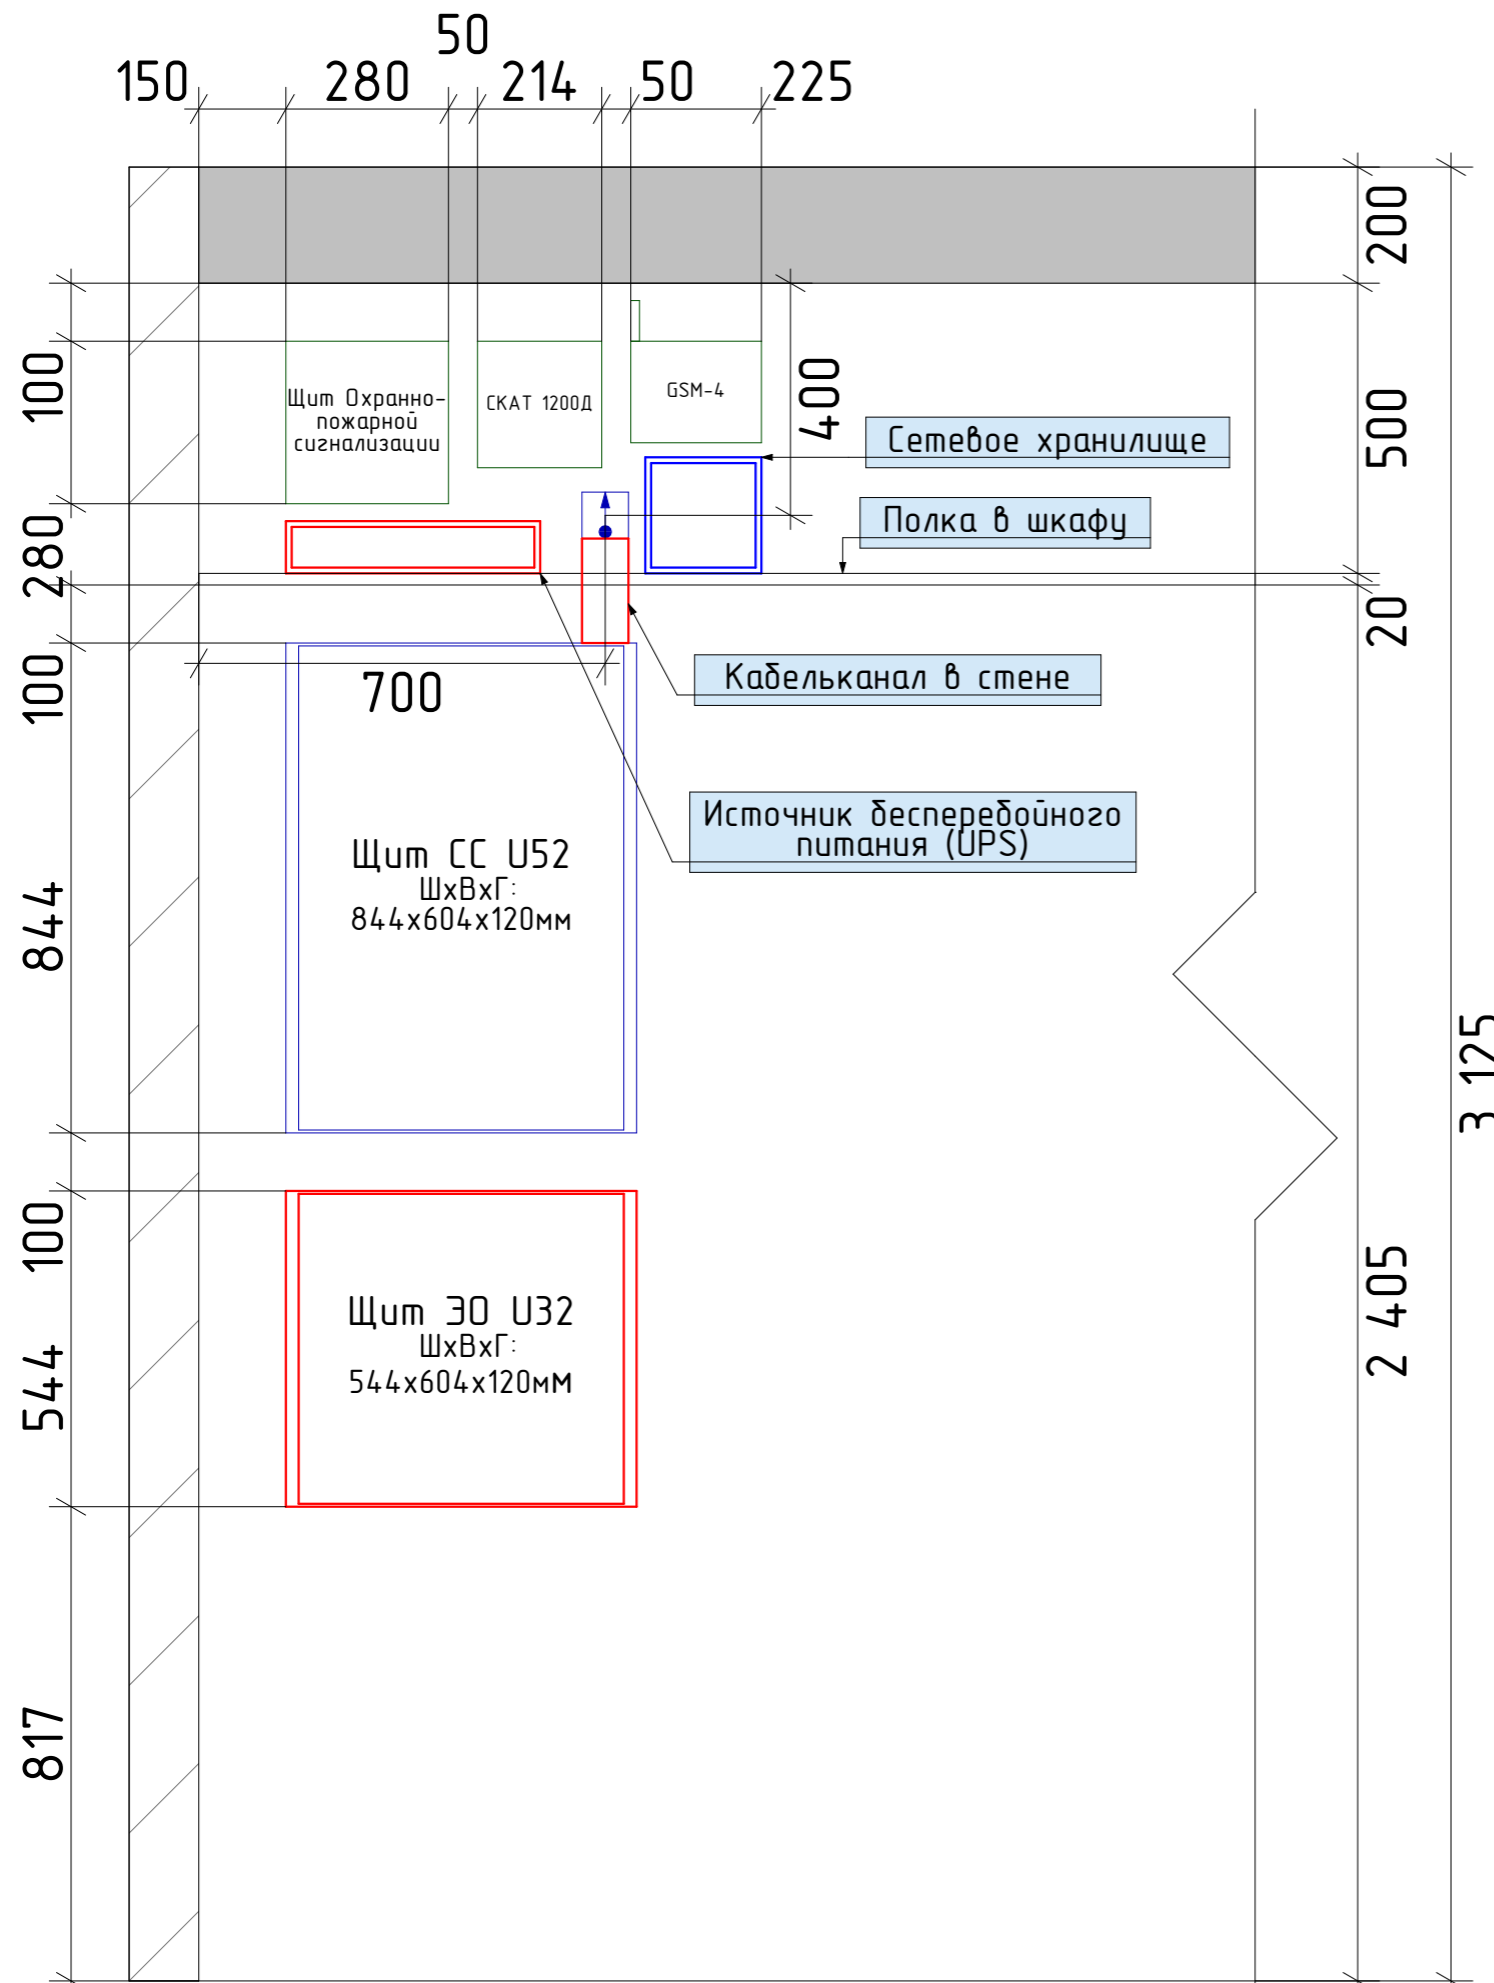 50
150 280 214 50 225
200
100
400
500
Щит Охранно-
пожарной
сигнализации
СКАТ 1200Д
GSM-4
Сетевое хранилище
Полка в шкафу
280
20
100
700
Кабельканал в стене
Источник бесперебойного
питания (UPS)
844
Щит СС U52
ШхВхГ:
844х604х120мм
3 125
100
2 405
Щит ЭО U32
ШхВхГ:
544х604х120мм
544
817